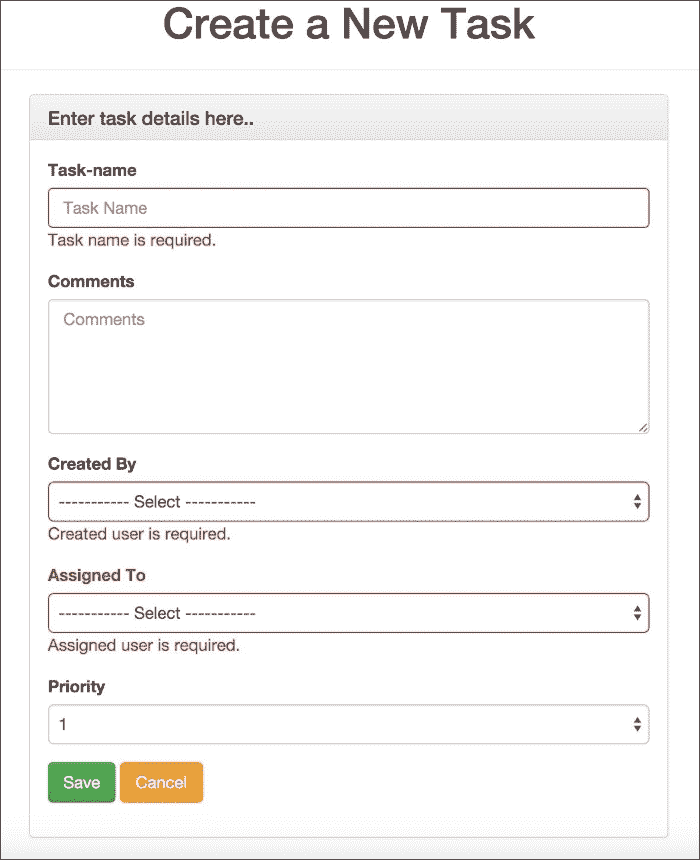 Create a New Task
Enter task details here..
Task-name
Task Name
Task name is required.
Comments
Comments
Created By
----------- Select -----------
Created user is required.
Assigned To
----------- Select -----------
Assigned user is required.
Priority
1
Save Cancel